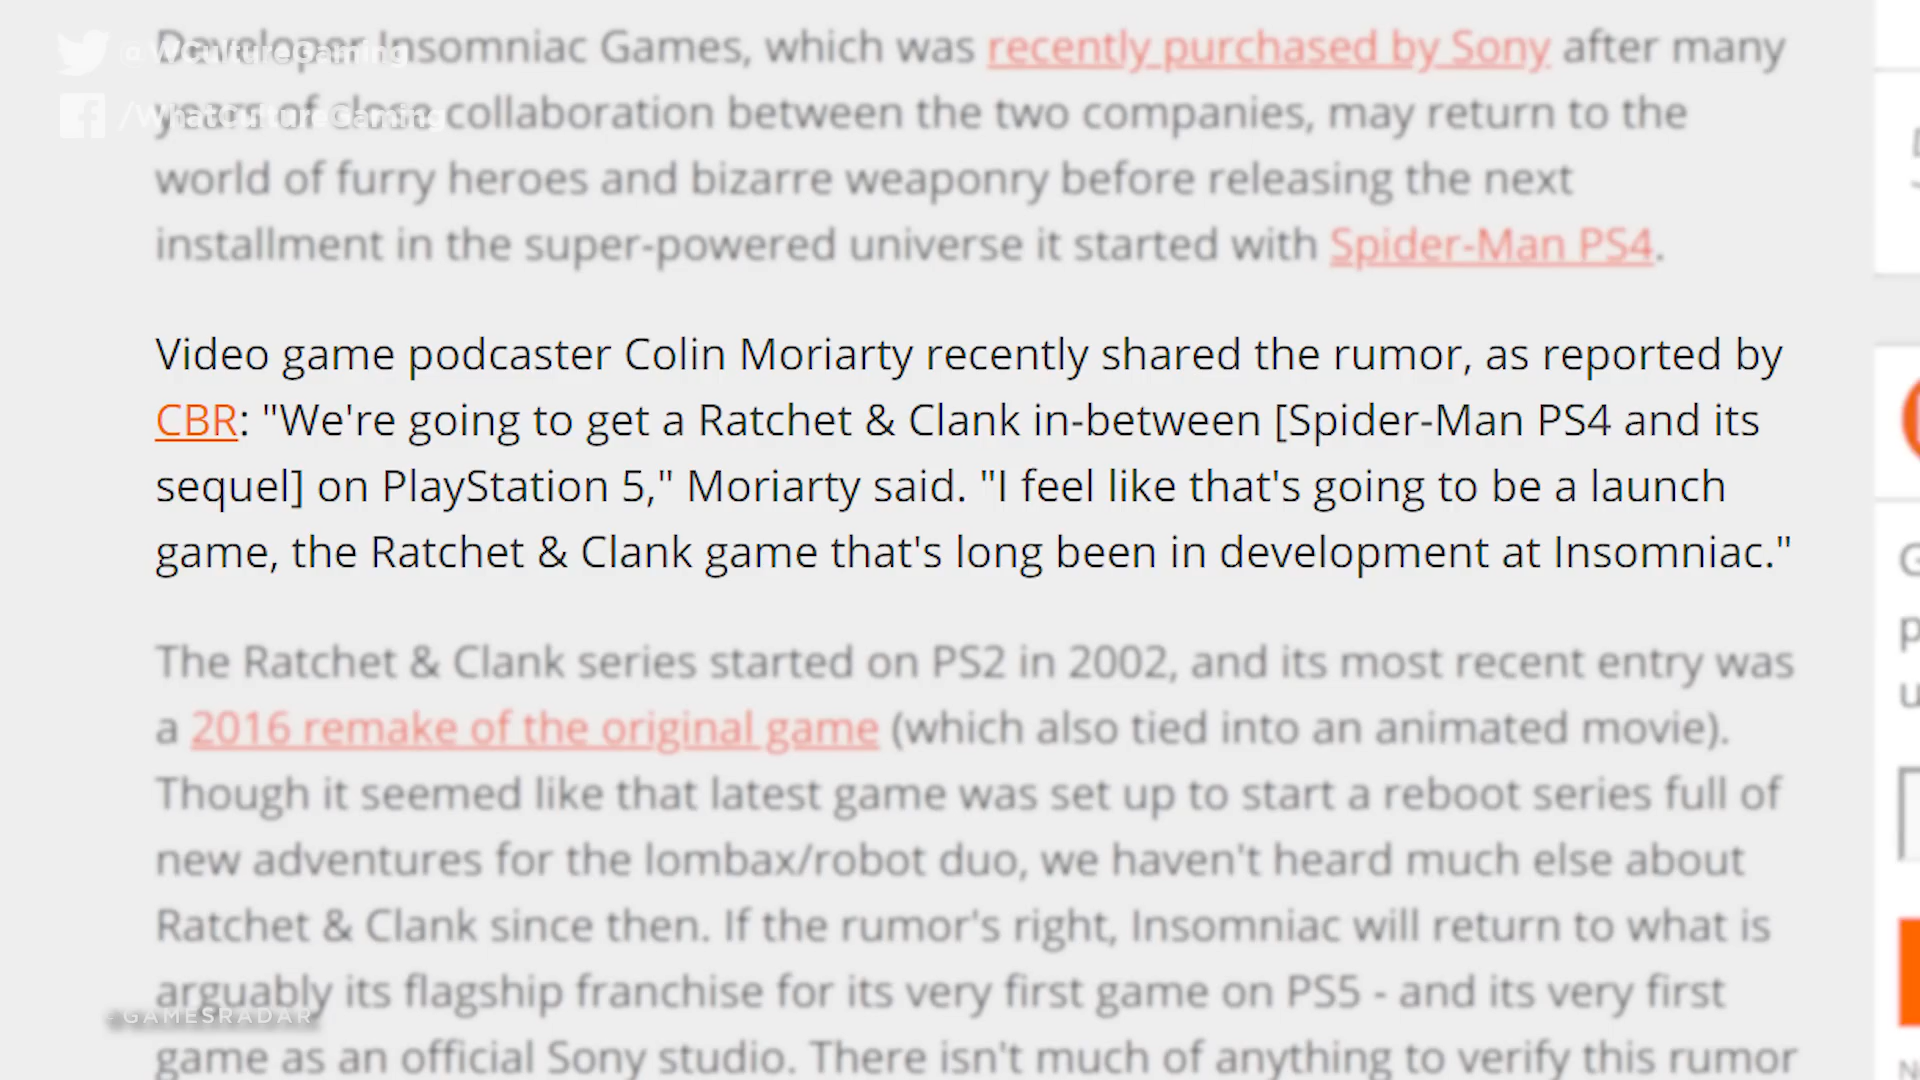 @WCultureGaming
/WhatCultureGaming
Developer Insomniac Games, which was recently purchased by Sony after many
years of close collaboration between the two companies, may return to the
world of furry heroes and bizarre weaponry before releasing the next
installment in the super-powered universe it started with Spider-Man PS4.
Video game podcaster Colin Moriarty recently shared the rumor, as reported by
CBR: "We're going to get a Ratchet & Clank in-between [Spider-Man PS4 and its
sequel] on PlayStation 5," Moriarty said. "I feel like that's going to be a launch
game, the Ratchet & Clank game that's long been in development at Insomniac."
The Ratchet & Clank series started on PS2 in 2002, and its most recent entry was
a 2016 remake of the original game (which also tied into an animated movie).
Though it seemed like that latest game was set up to start a reboot series full of
new adventures for the lombax/robot duo, we haven't heard much else about
Ratchet & Clank since then. If the rumor's right, Insomniac will return to what is
arguably its flagship franchise for its very first game on PS5 - and its very first
game as an official Sony studio. There isn't much of anything to verify this rumor
- GAMESRADAR